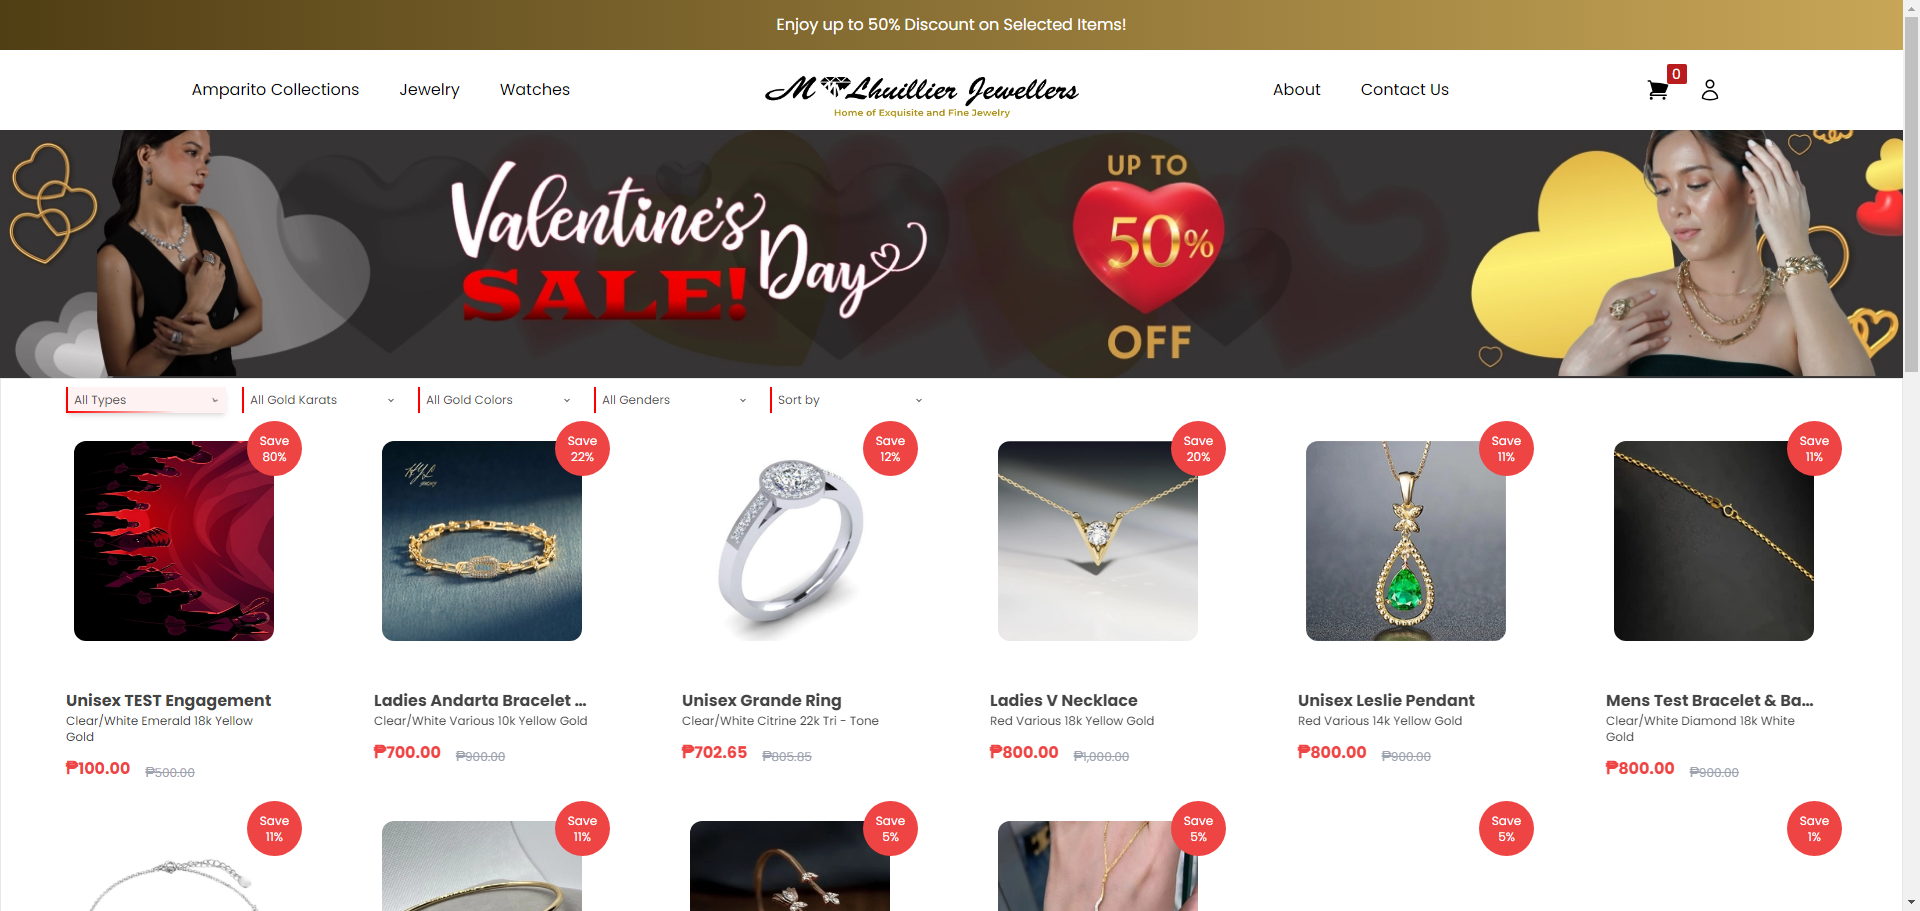 Enjoy up to 50% Discount on Selected Items!
Amparito Collections
Jewelry
Watches
M Lhuillier Jewellers
Home of Exquisite and Fine Jewelry
About
Contact Us
0
Valentine's
Day
SALE!
UP TO
50%
OFF
All Types
All Gold Karats
All Gold Colors
All Genders
Sort by
Save
80%
Save
22%
Save
12%
Save
20%
Save
11%
Save
11%
Unisex TEST Engagement
Clear/White Emerald 18k Yellow
Gold
₱100.00 ₱500.00
Ladies Andarta Bracelet ...
Clear/White Various 10k Yellow Gold
₱700.00 ₱900.00
Unisex Grande Ring
Clear/White Citrine 22k Tri - Tone
₱702.65 ₱805.85
Ladies V Necklace
Red Various 18k Yellow Gold
₱800.00 ₱1,000.00
Unisex Leslie Pendant
Red Various 14k Yellow Gold
₱800.00 ₱900.00
Mens Test Bracelet & Ba...
Clear/White Diamond 18k White
Gold
₱800.00 ₱900.00
Save
11%
Save
11%
Save
5%
Save
5%
Save
5%
Save
1%